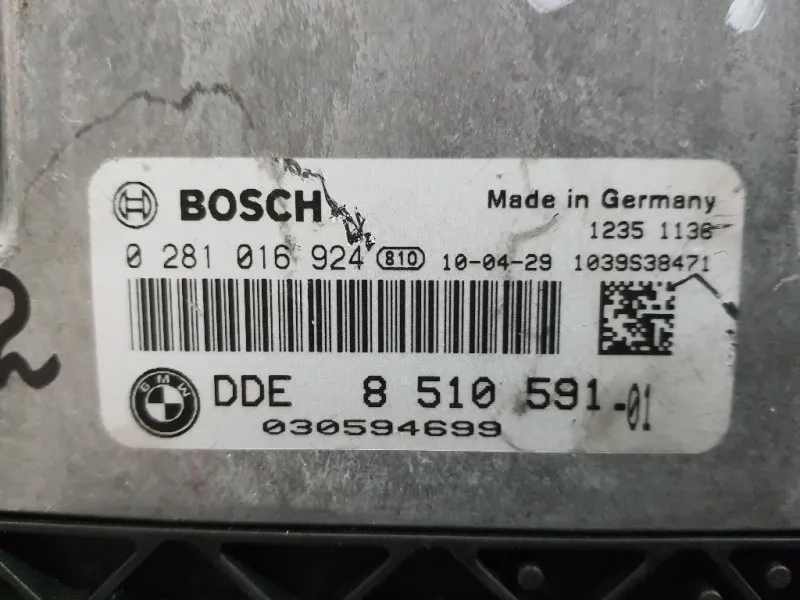 BOSCH Made in Germany
1235 1136
0 281 016 924 810 10-04-29 1039S38471
BMW DDE 8 510 591-01
030594699